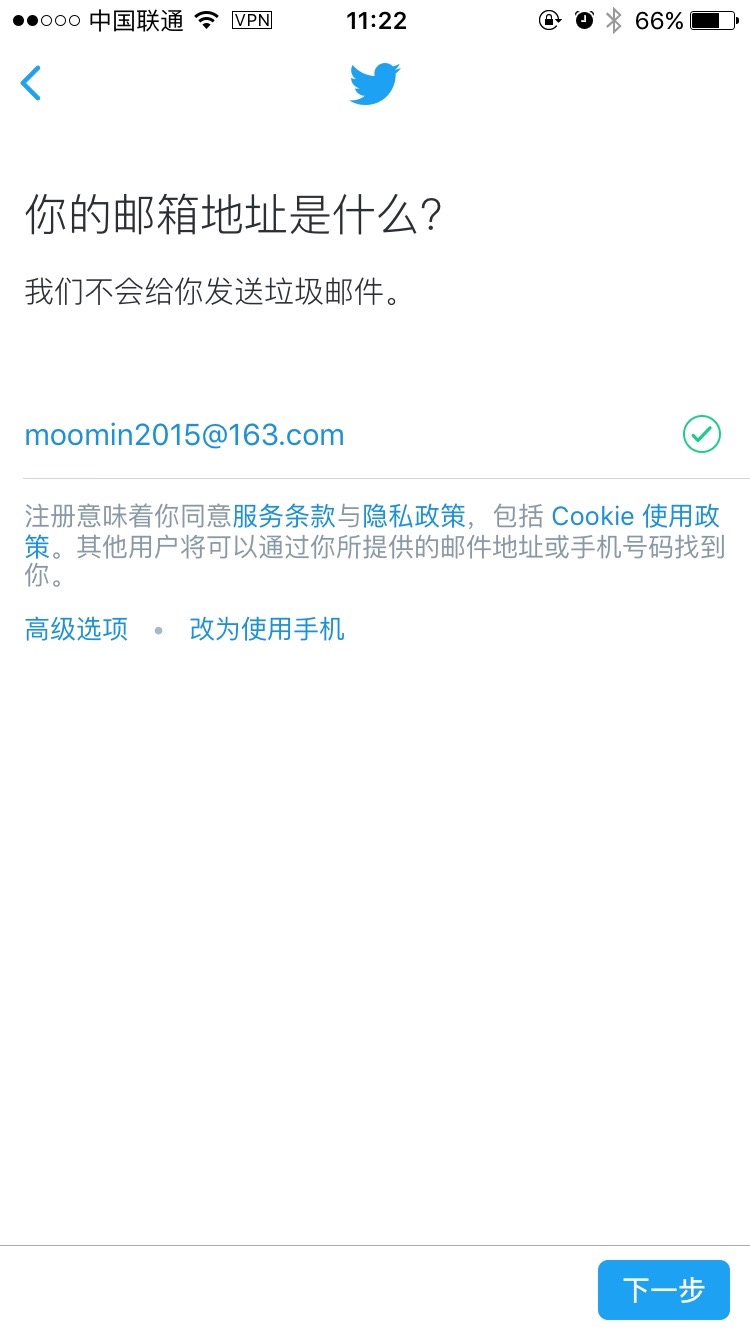 中国联通 VPN 11:22 66%
你的邮箱地址是什么？
我们不会给你发送垃圾邮件。
moomin2015@163.com
注册意味着你同意服务条款与隐私政策，包括 Cookie 使用政
策。其他用户将可以通过你所提供的邮件地址或手机号码找到
你。
高级选项 • 改为使用手机
下一步